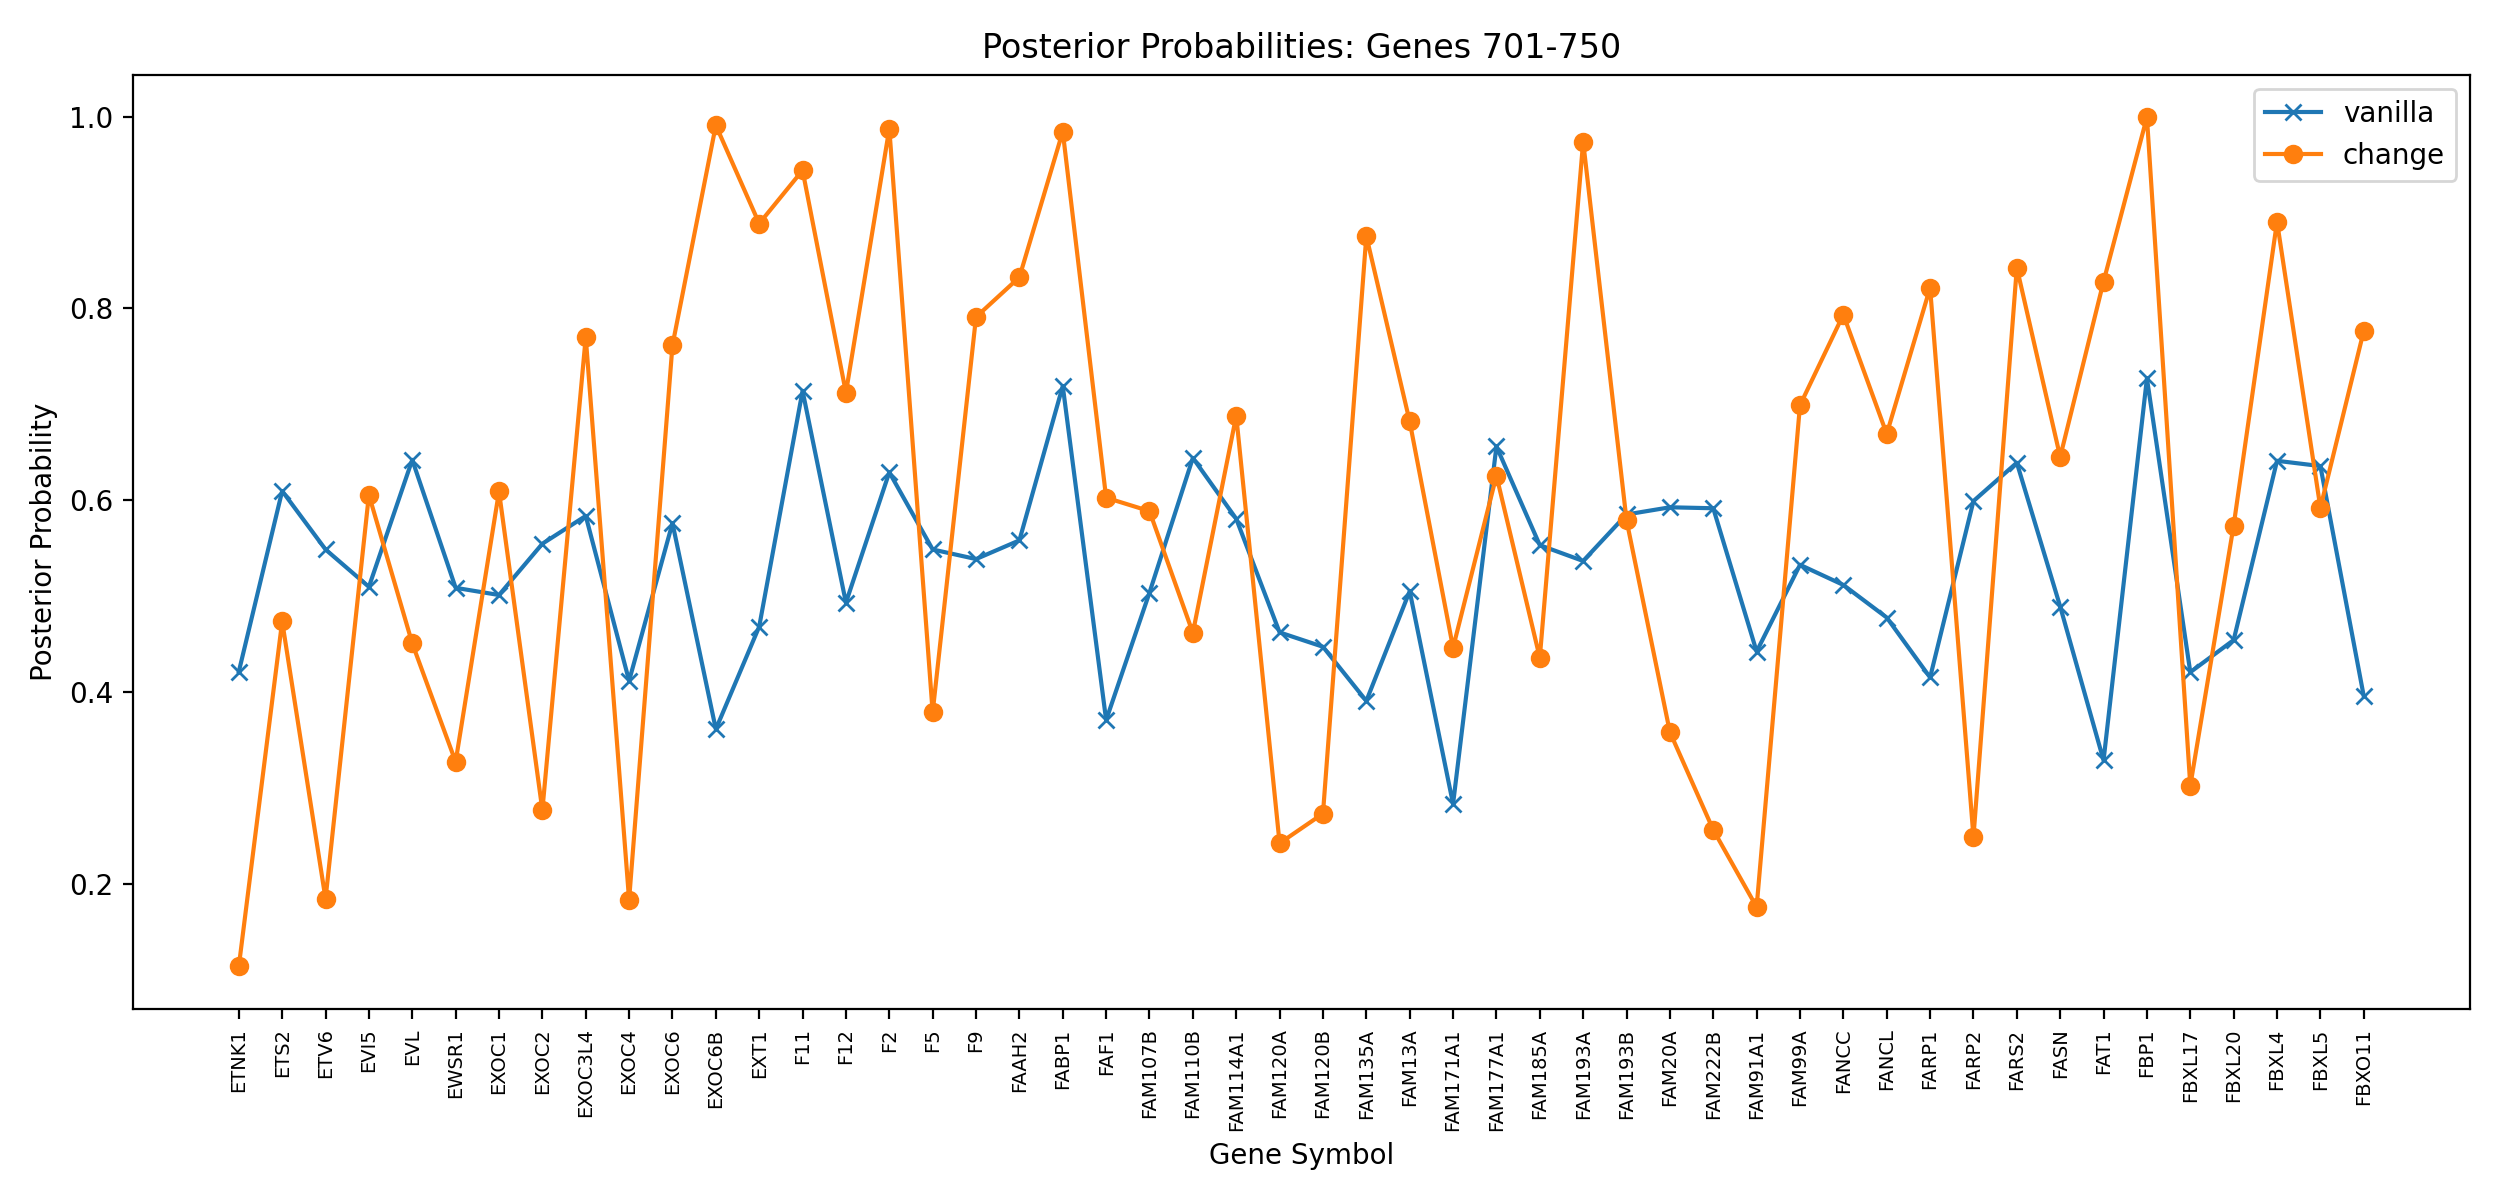 Posterior Probabilities: Genes 701-750
vanilla
change
Posterior Probability
1.0
0.8
0.6
0.4
0.2
ETNK1
ETS2
ETV6
EVI5
EVL
EWSR1
EXOC1
EXOC2
EXOC3L4
EXOC4
EXOC6
EXOC6B
EXT1
F11
F12
F2
F5
F9
FAAH2
FABP1
FAF1
FAM107B
FAM110B
FAM114A1
FAM120A
FAM120B
FAM135A
FAM13A
FAM171A1
FAM177A1
FAM185A
FAM193A
FAM193B
FAM20A
FAM222B
FAM91A1
FAM99A
FANCC
FANCL
FARP1
FARP2
FARS2
FASN
FAT1
FBP1
FBXL17
FBXL20
FBXL4
FBXL5
FBXO11
Gene Symbol